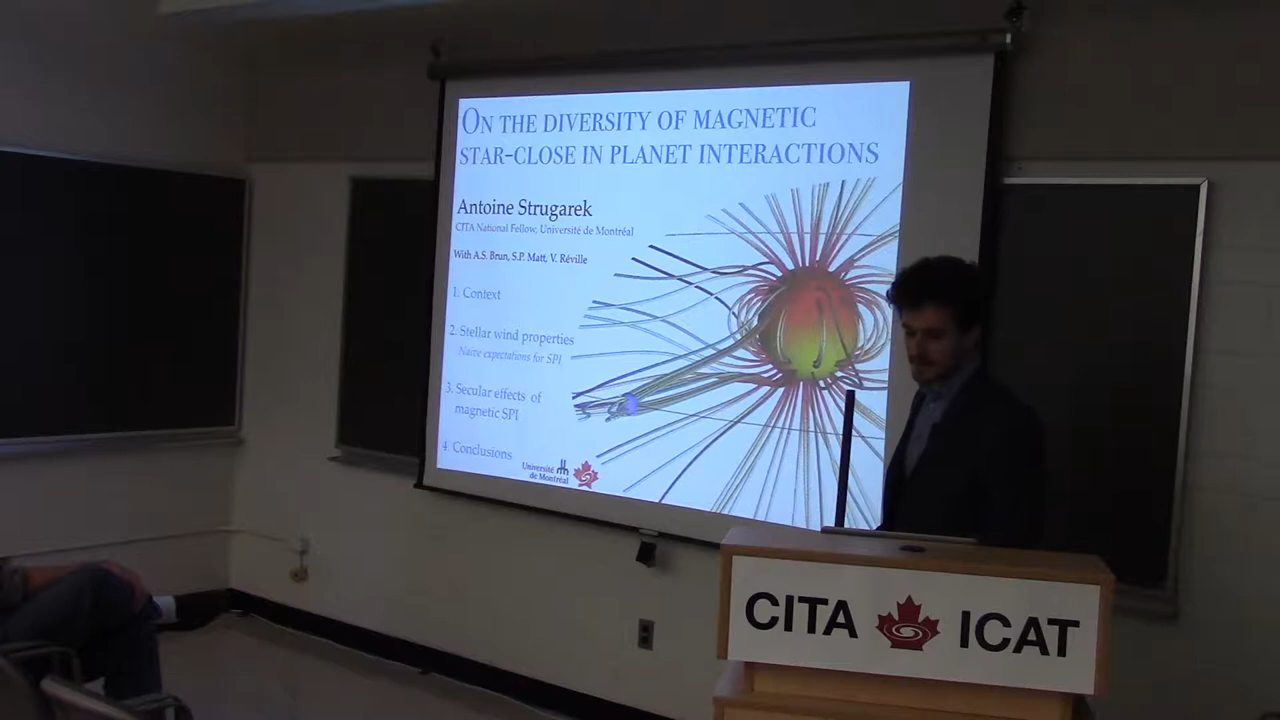 ON THE DIVERSITY OF MAGNETIC
STAR-CLOSE IN PLANET INTERACTIONS
Antoine Strugarek
CITA National Fellow, Université de Montréal
With A.S. Brun, S.P. Matt, V. Réville
1. Context
2. Stellar wind properties
Naive expectations for SPI
3. Secular effects of
magnetic SPI
4. Conclusions
Université
de Montréal
CITA ICAT